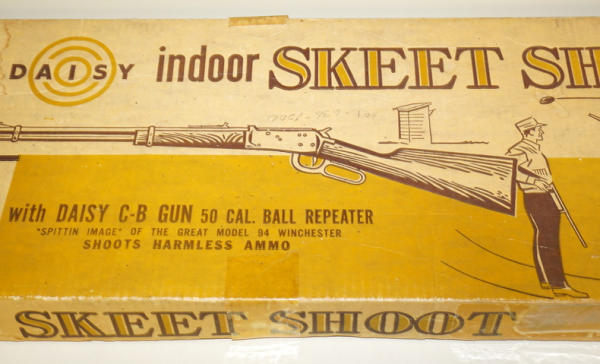 DAISY indoor SKEET SH
with DAISY C-B GUN 50 CAL. BALL REPEATER
"SPITTIN IMAGE" OF THE GREAT MODEL 94 WINCHESTER
SHOOTS HARMLESS AMMO
SKEET SHOOT